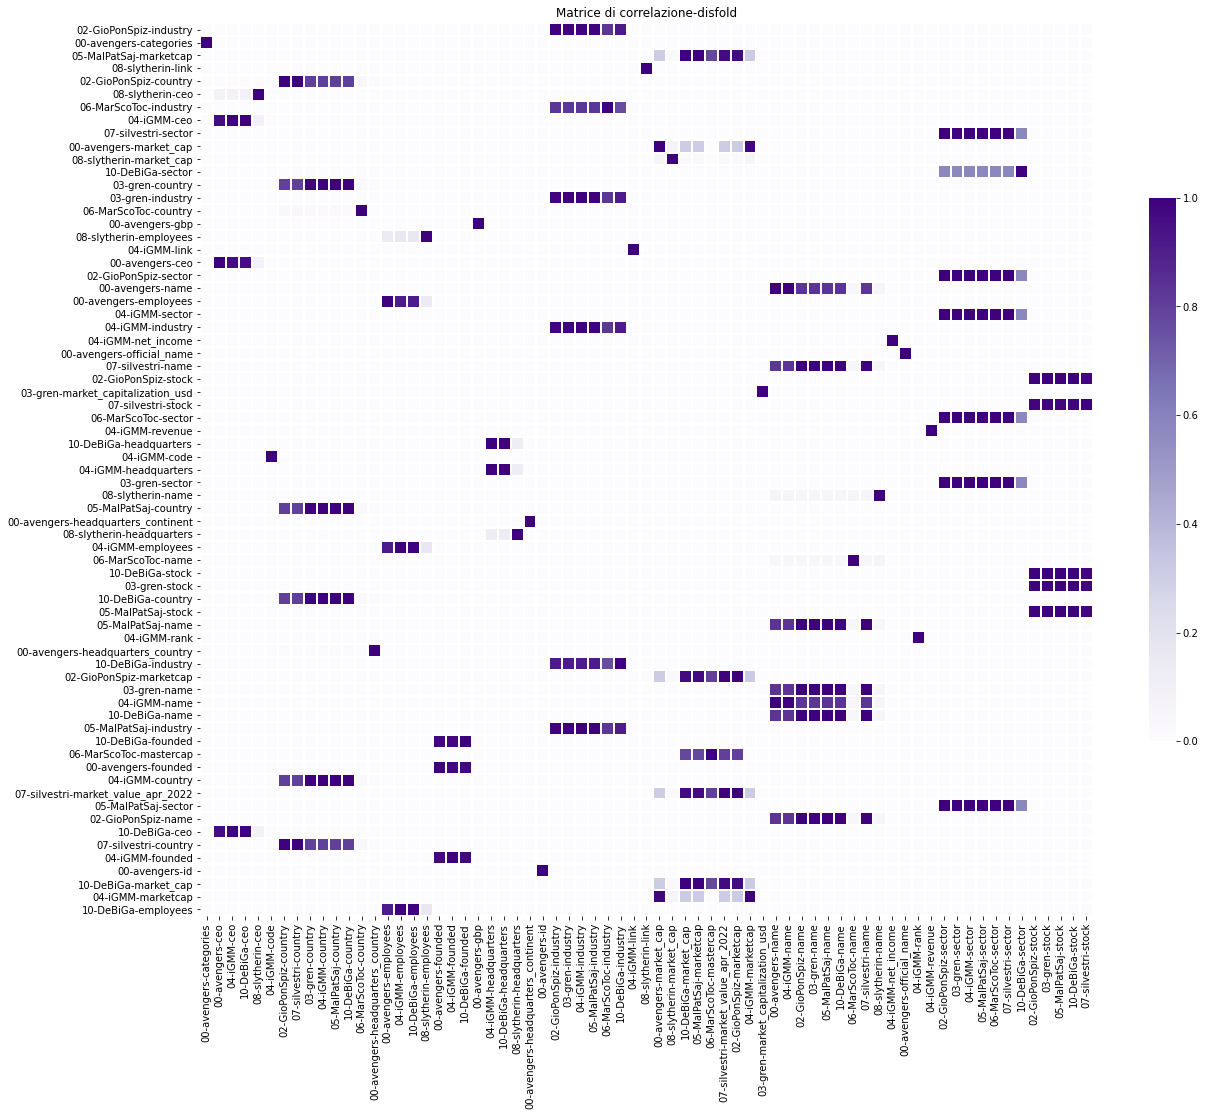 Matrice di correlazione-disfold
02-GioPonSpiz-industry
00-avengers-categories
05-MalPatSaj-marketcap
08-slytherin-link
02-GioPonSpiz-country
08-slytherin-ceo
06-MarScoToc-industry
04-iGMM-ceo
07-silvestri-sector
00-avengers-market_cap
08-slytherin-market_cap
10-DeBiGa-sector
03-gren-country
03-gren-industry
06-MarScoToc-country
00-avengers-gbp
08-slytherin-employees
04-iGMM-link
00-avengers-ceo
02-GioPonSpiz-sector
00-avengers-name
00-avengers-employees
04-iGMM-sector
04-iGMM-industry
04-iGMM-net_income
00-avengers-official_name
07-silvestri-name
02-GioPonSpiz-stock
03-gren-market_capitalization_usd
07-silvestri-stock
06-MarScoToc-sector
04-iGMM-revenue
10-DeBiGa-headquarters
04-iGMM-code
04-iGMM-headquarters
03-gren-sector
08-slytherin-name
05-MalPatSaj-country
00-avengers-headquarters_continent
08-slytherin-headquarters
04-iGMM-employees
06-MarScoToc-name
10-DeBiGa-stock
03-gren-stock
10-DeBiGa-country
05-MalPatSaj-stock
05-MalPatSaj-name
04-iGMM-rank
00-avengers-headquarters_country
10-DeBiGa-industry
02-GioPonSpiz-marketcap
03-gren-name
04-iGMM-name
10-DeBiGa-name
05-MalPatSaj-industry
10-DeBiGa-founded
06-MarScoToc-mastercap
00-avengers-founded
04-iGMM-country
07-silvestri-market_value_apr_2022
05-MalPatSaj-sector
02-GioPonSpiz-name
10-DeBiGa-ceo
07-silvestri-country
04-iGMM-founded
00-avengers-id
10-DeBiGa-market_cap
04-iGMM-marketcap
10-DeBiGa-employees
00-avengers-categories
00-avengers-ceo
04-iGMM-ceo
10-DeBiGa-ceo
08-slytherin-ceo
04-iGMM-code
02-GioPonSpiz-country
07-silvestri-country
03-gren-country
04-iGMM-country
05-MalPatSaj-country
10-DeBiGa-country
06-MarScoToc-country
00-avengers-headquarters_country
00-avengers-employees
04-iGMM-employees
10-DeBiGa-employees
08-slytherin-employees
00-avengers-founded
04-iGMM-founded
10-DeBiGa-founded
00-avengers-gbp
04-iGMM-headquarters
10-DeBiGa-headquarters
08-slytherin-headquarters
00-avengers-headquarters_continent
00-avengers-id
02-GioPonSpiz-industry
03-gren-industry
04-iGMM-industry
05-MalPatSaj-industry
06-MarScoToc-industry
10-DeBiGa-industry
04-iGMM-link
08-slytherin-link
00-avengers-market_cap
08-slytherin-market_cap
10-DeBiGa-market_cap
05-MalPatSaj-marketcap
06-MarScoToc-mastercap
07-silvestri-market_value_apr_2022
02-GioPonSpiz-marketcap
04-iGMM-marketcap
03-gren-market_capitalization_usd
00-avengers-name
04-iGMM-name
02-GioPonSpiz-name
03-gren-name
05-MalPatSaj-name
10-DeBiGa-name
06-MarScoToc-name
07-silvestri-name
08-slytherin-name
04-iGMM-net_income
00-avengers-official_name
04-iGMM-rank
04-iGMM-revenue
02-GioPonSpiz-sector
03-gren-sector
04-iGMM-sector
05-MalPatSaj-sector
06-MarScoToc-sector
07-silvestri-sector
10-DeBiGa-sector
02-GioPonSpiz-stock
03-gren-stock
05-MalPatSaj-stock
10-DeBiGa-stock
07-silvestri-stock
1.0
0.8
0.6
0.4
0.2
0.0